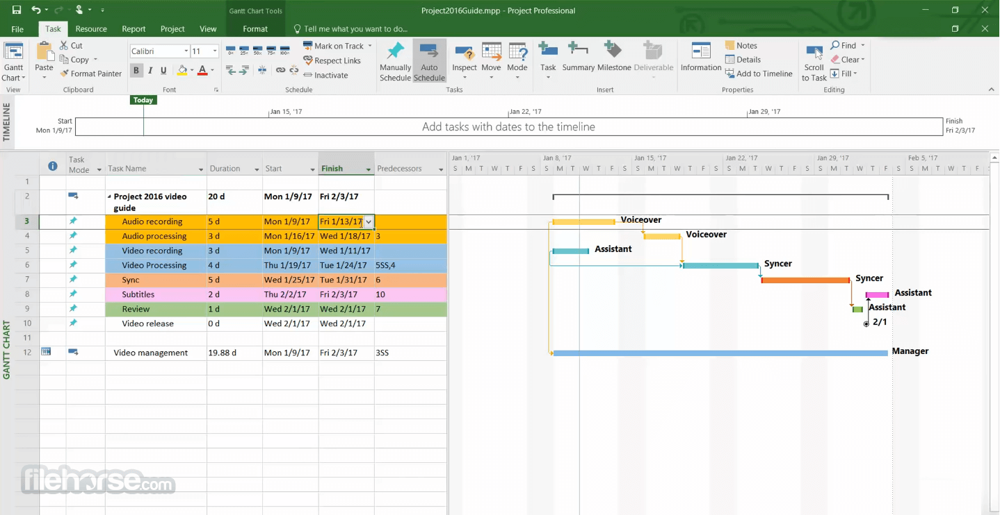 Gantt Chart Tools
Project2016Guide.mpp - Project Professional
File Task Resource Report Project View Format Tell me what you want to do...
Gantt Chart
View
Paste
Cut
Copy
Format Painter
Clipboard
Calibri 11
B I U A
Font
0% 25% 50% 75% 100%
Mark on Track
Respect Links
Inactivate
Schedule
Manually Schedule
Auto Schedule
Inspect
Move
Mode
Tasks
Task
Summary
Milestone
Deliverable
Insert
Information
Notes
Details
Add to Timeline
Properties
Scroll to Task
Find
Clear
Fill
Editing
TIMELINE
Today
Jan 15, '17 Jan 22, '17 Jan 29, '17
Start
Mon 1/9/17
Add tasks with dates to the timeline
Finish
Fri 2/3/17
GANTT CHART
Task Mode Task Name Duration Start Finish Predecessors
1
2 Project 2016 video guide 20 d Mon 1/9/17 Fri 2/3/17
3 Audio recording 5 d Mon 1/9/17 Fri 1/13/17
4 Audio processing 3 d Mon 1/16/17 Wed 1/18/17 3
5 Video recording 3 d Mon 1/9/17 Wed 1/11/17
6 Video Processing 4 d Thu 1/19/17 Tue 1/24/17 5SS,4
7 Sync 5 d Wed 1/25/17 Tue 1/31/17 6
8 Subtitles 2 d Thu 2/2/17 Fri 2/3/17 10
9 Review 1 d Wed 2/1/17 Wed 2/1/17 7
10 Video release 0 d Wed 2/1/17 Wed 2/1/17
11
12 Video management 19.88 d Mon 1/9/17 Fri 2/3/17 3SS
Jan 1, '17 Jan 8, '17 Jan 15, '17 Jan 22, '17 Jan 29, '17 Feb 5, '17
S M T W T F S S M T W T F S S M T W T F S S M T W T F S S M T W T F S S M T W T F S
Voiceover
Voiceover
Assistant
Syncer
Syncer
Assistant
Assistant
2/1
Manager
filehorse.com